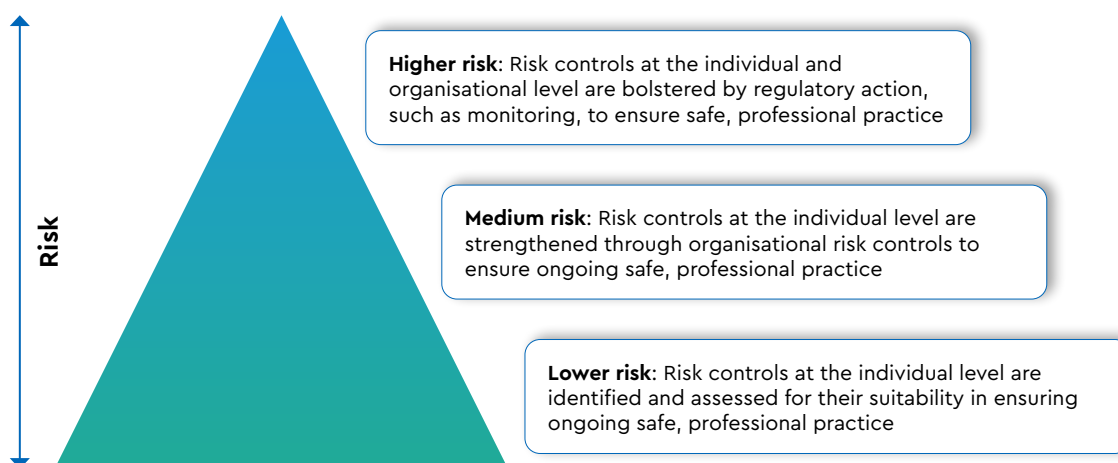 Risk
Higher risk: Risk controls at the individual and
organisational level are bolstered by regulatory action,
such as monitoring, to ensure safe, professional practice
Medium risk: Risk controls at the individual level are
strengthened through organisational risk controls to
ensure ongoing safe, professional practice
Lower risk: Risk controls at the individual level are
identified and assessed for their suitability in ensuring
ongoing safe, professional practice